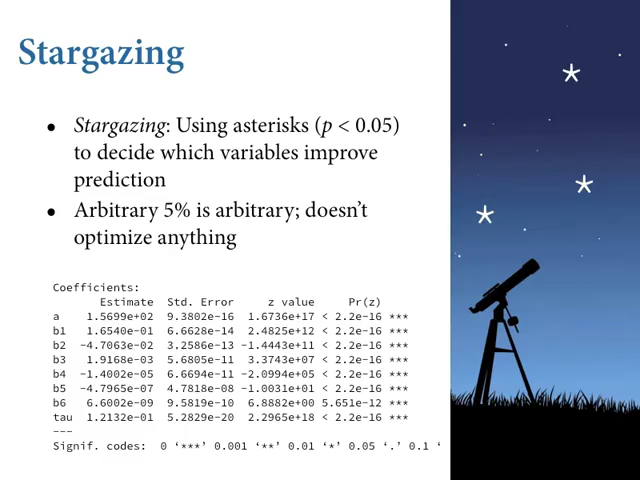 Stargazing
• Stargazing: Using asterisks (p < 0.05)
to decide which variables improve
prediction
• Arbitrary 5% is arbitrary; doesn’t
optimize anything
Coefficients:
Estimate Std. Error z value Pr(z)
a 1.5699e+02 9.3802e-16 1.6736e+17 < 2.2e-16 ***
b1 1.6540e-01 6.6628e-14 2.4825e+12 < 2.2e-16 ***
b2 -4.7063e-02 3.2586e-13 -1.4443e+11 < 2.2e-16 ***
b3 1.9168e-03 5.6805e-11 3.3743e+07 < 2.2e-16 ***
b4 -1.4002e-05 6.6694e-11 -2.0994e+05 < 2.2e-16 ***
b5 -4.7965e-07 4.7818e-08 -1.0031e+01 < 2.2e-16 ***
b6 6.6002e-09 9.5819e-10 6.8882e+00 5.651e-12 ***
tau 1.2132e-01 5.2829e-20 2.2965e+18 < 2.2e-16 ***
---
Signif. codes: 0 ‘***’ 0.001 ‘**’ 0.01 ‘*’ 0.05 ‘.’ 0.1 ‘